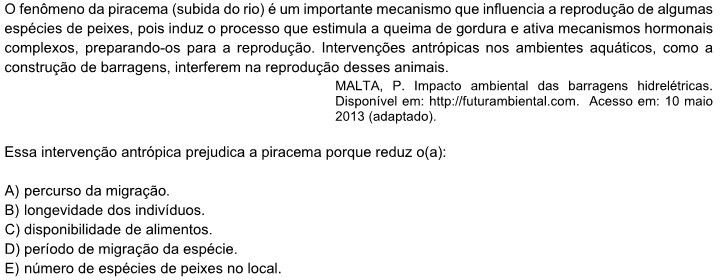 O fenômeno da piracema (subida do rio) é um importante mecanismo que influencia a reprodução de algumas
espécies de peixes, pois induz o processo que estimula a queima de gordura e ativa mecanismos hormonais
complexos, preparando-os para a reprodução. Intervenções antrópicas nos ambientes aquáticos, como a
construção de barragens, interferem na reprodução desses animais.
MALTA, P. Impacto ambiental das barragens hidrelétricas.
Disponível em: http://futurambiental.com. Acesso em: 10 maio
2013 (adaptado).
Essa intervenção antrópica prejudica a piracema porque reduz o(a):
A) percurso da migração.
B) longevidade dos indivíduos.
C) disponibilidade de alimentos.
D) período de migração da espécie.
E) número de espécies de peixes no local.